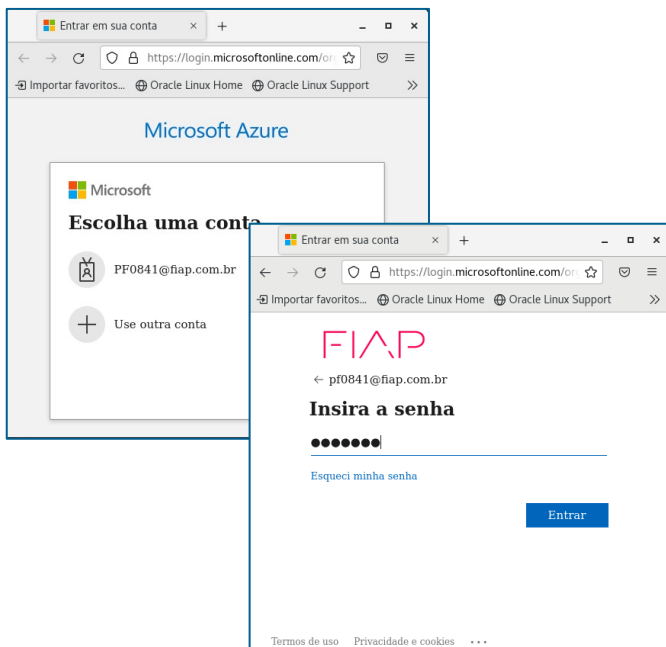 Entrar em sua conta
https://login.microsoftonline.com/or
Importar favoritos... Oracle Linux Home Oracle Linux Support
Microsoft Azure
Microsoft
Escolha uma conta
PF0841@fiap.com.br
Use outra conta
Entrar em sua conta
https://login.microsoftonline.com/or
Importar favoritos... Oracle Linux Home Oracle Linux Support
FIAP
pf0841@fiap.com.br
Insira a senha
Esqueci minha senha
Entrar
Termos de uso Privacidade e cookies ...